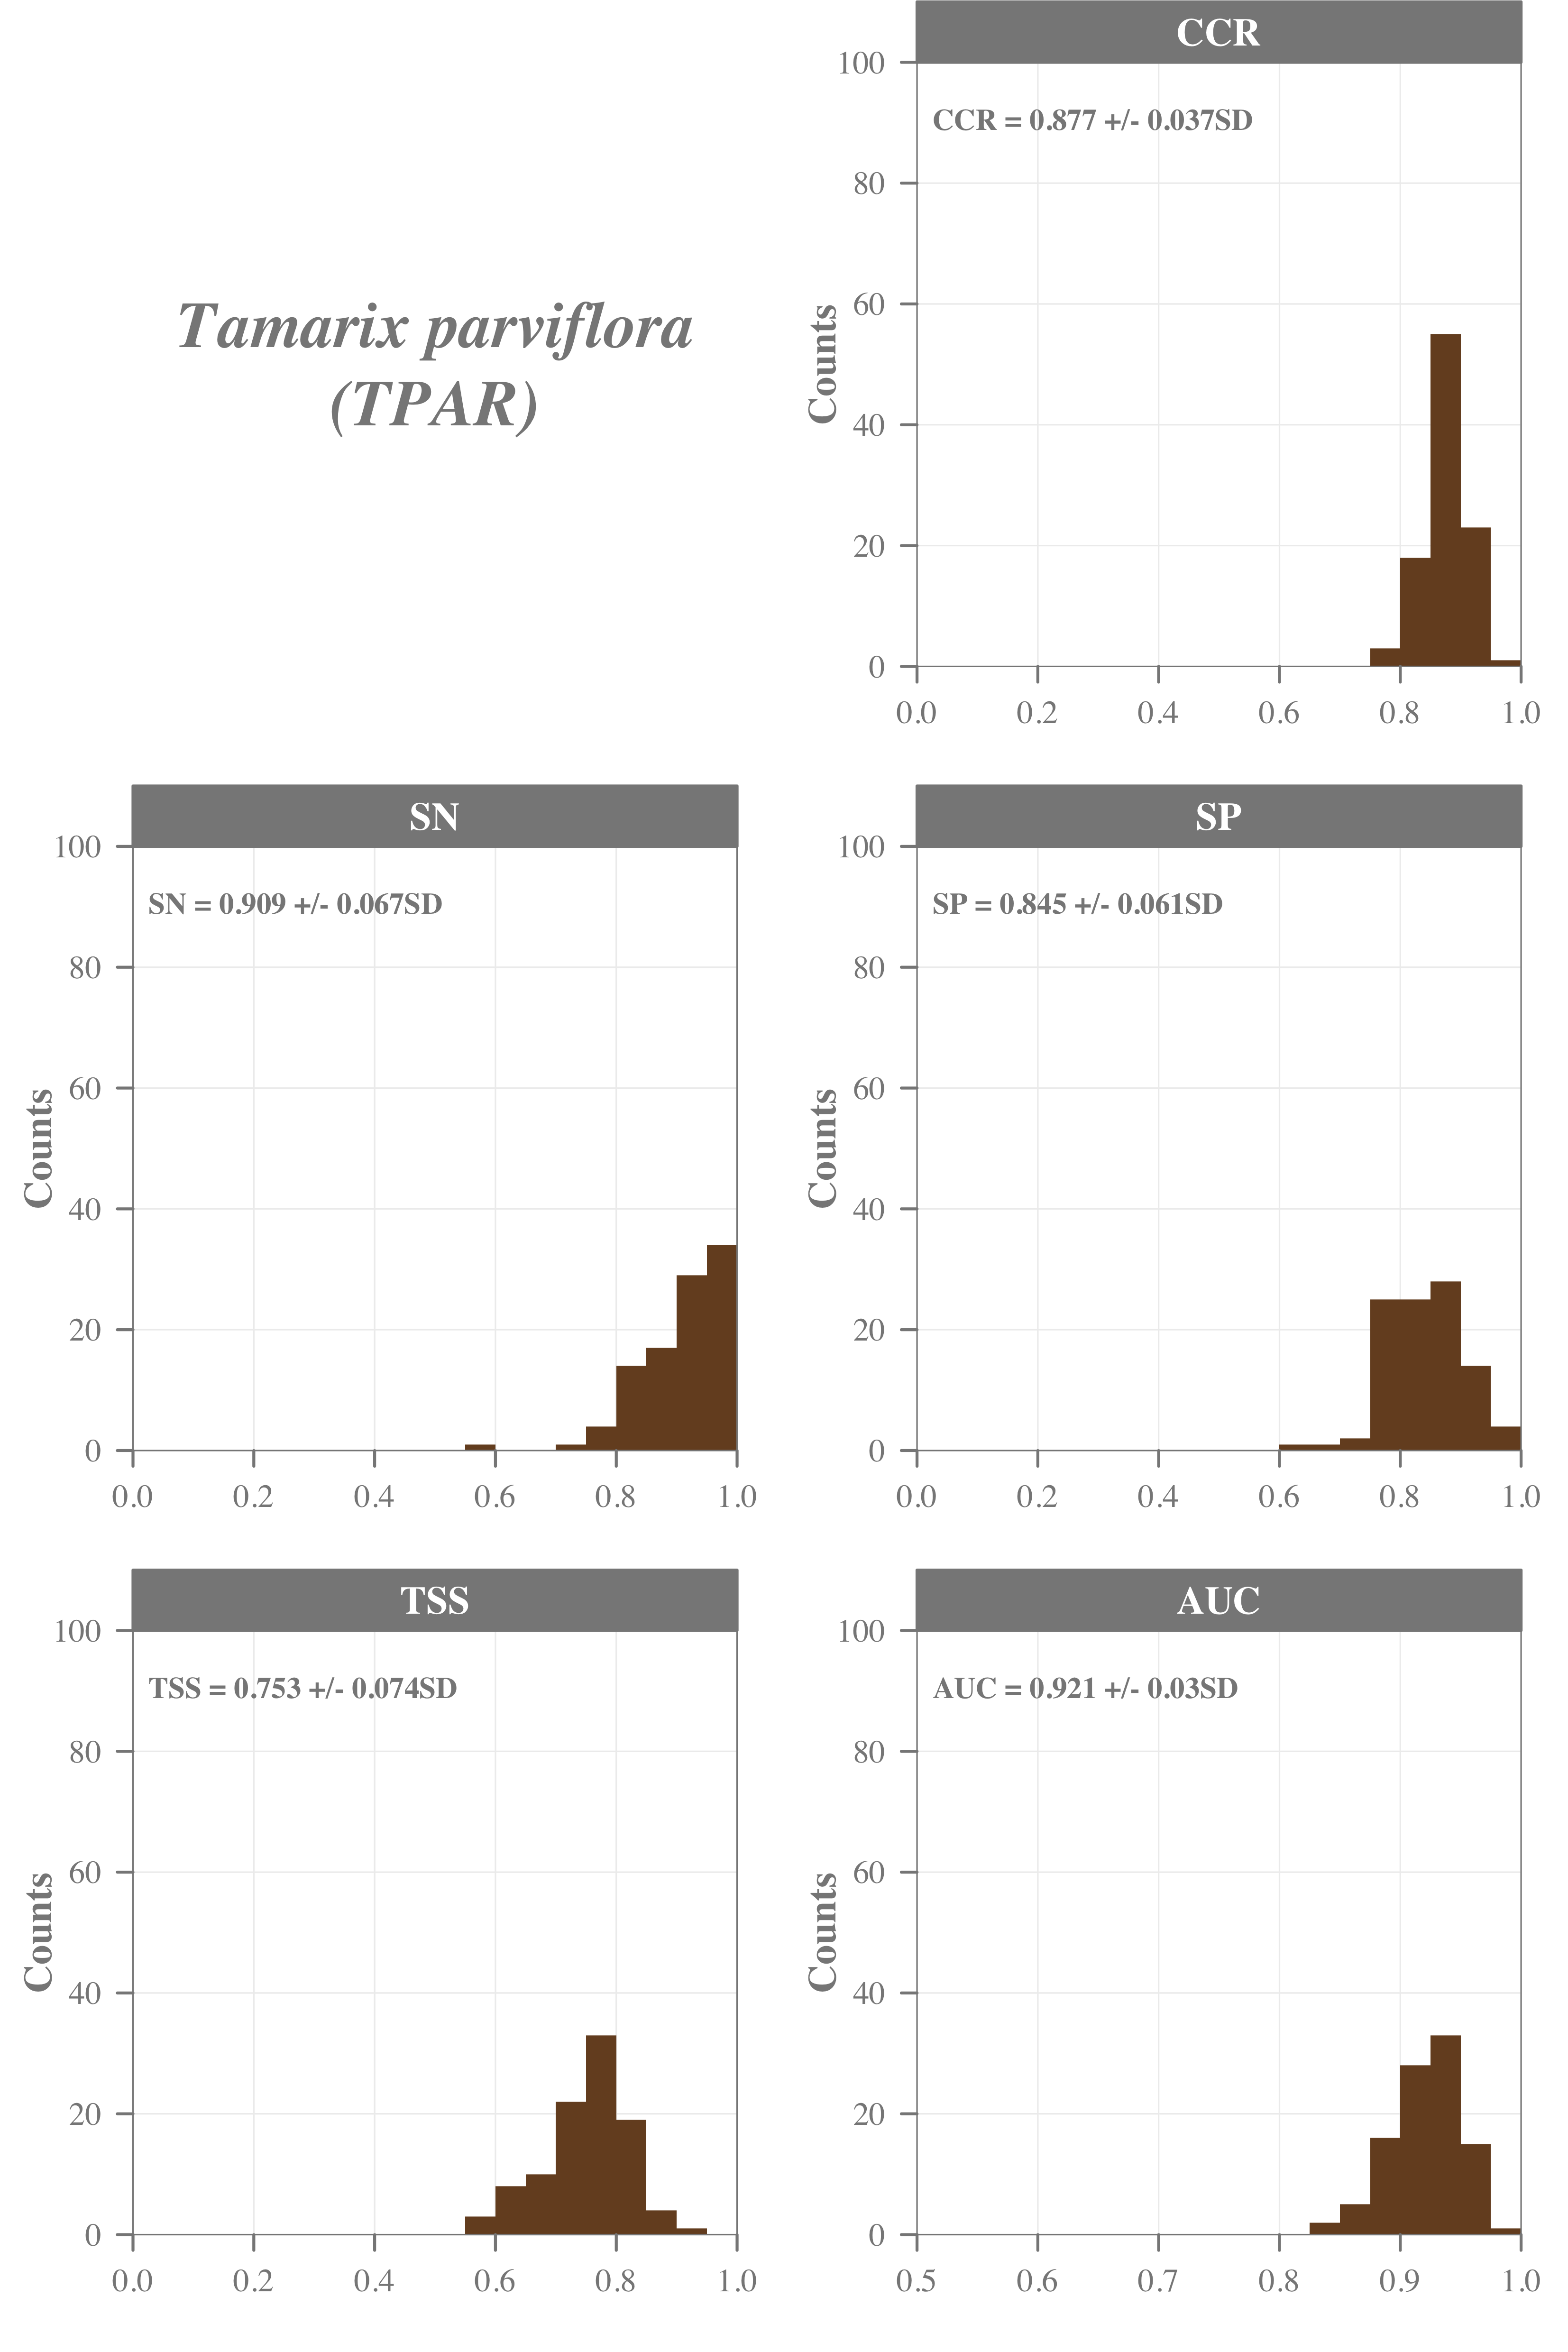 Tamarix parviflora
(TPAR)
CCR
CCR = 0.877 +/- 0.037SD
Counts
100
80
60
40
20
0
0.0 0.2 0.4 0.6 0.8 1.0
SN
SN = 0.909 +/- 0.067SD
Counts
100
80
60
40
20
0
0.0 0.2 0.4 0.6 0.8 1.0
SP
SP = 0.845 +/- 0.061SD
Counts
100
80
60
40
20
0
0.0 0.2 0.4 0.6 0.8 1.0
TSS
TSS = 0.753 +/- 0.074SD
Counts
100
80
60
40
20
0
0.0 0.2 0.4 0.6 0.8 1.0
AUC
AUC = 0.921 +/- 0.03SD
Counts
100
80
60
40
20
0
0.5 0.6 0.7 0.8 0.9 1.0